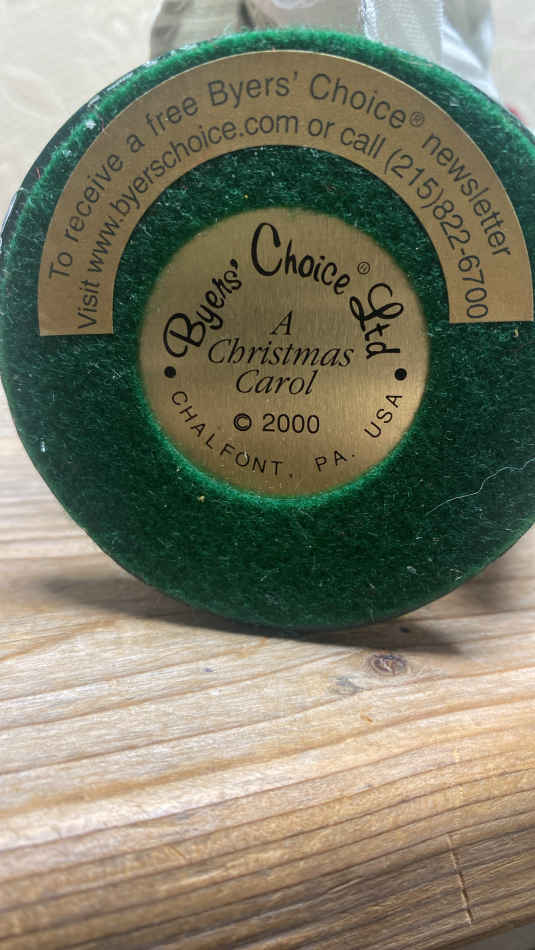 To receive a free Byers' Choice® newsletter
Visit www.byerschoice.com or call (215)822-6700
Byers' Choice® Ltd
A
Christmas
Carol
© 2000
CHALFONT, PA. USA